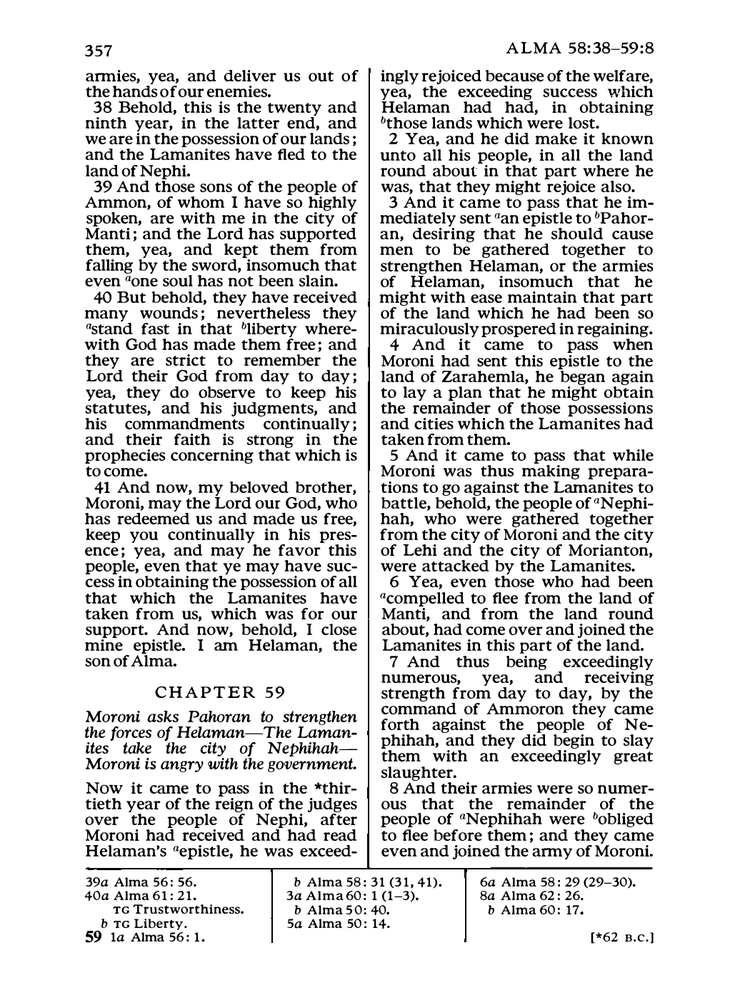 357
ALMA 58:38–59:8
armies, yea, and deliver us out of
the hands of our enemies.
38 Behold, this is the twenty and
ninth year, in the latter end, and
we are in the possession of our lands;
and the Lamanites have fled to the
land of Nephi.
39 And those sons of the people of
Ammon, of whom I have so highly
spoken, are with me in the city of
Manti; and the Lord has supported
them, yea, and kept them from
falling by the sword, insomuch that
even aone soul has not been slain.
40 But behold, they have received
many wounds; nevertheless they
astand fast in that bliberty where-
with God has made them free; and
they are strict to remember the
Lord their God from day to day;
yea, they do observe to keep his
statutes, and his judgments, and
his commandments continually;
and their faith is strong in the
prophecies concerning that which is
to come.
41 And now, my beloved brother,
Moroni, may the Lord our God, who
has redeemed us and made us free,
keep you continually in his pres-
ence; yea, and may he favor this
people, even that ye may have suc-
cess in obtaining the possession of all
that which the Lamanites have
taken from us, which was for our
support. And now, behold, I close
mine epistle. I am Helaman, the
son of Alma.
CHAPTER 59
Moroni asks Pahoran to strengthen
the forces of Helaman—The Laman-
ites take the city of Nephihah—
Moroni is angry with the government.
Now it came to pass in the *thir-
tieth year of the reign of the judges
over the people of Nephi, after
Moroni had received and had read
Helaman's aepistle, he was exceed-
ingly rejoiced because of the welfare,
yea, the exceeding success which
Helaman had had, in obtaining
bthose lands which were lost.
2 Yea, and he did make it known
unto all his people, in all the land
round about in that part where he
was, that they might rejoice also.
3 And it came to pass that he im-
mediately sent aan epistle to bPahor-
an, desiring that he should cause
men to be gathered together to
strengthen Helaman, or the armies
of Helaman, insomuch that he
might with ease maintain that part
of the land which he had been so
miraculously prospered in regaining.
4 And it came to pass when
Moroni had sent this epistle to the
land of Zarahemla, he began again
to lay a plan that he might obtain
the remainder of those possessions
and cities which the Lamanites had
taken from them.
5 And it came to pass that while
Moroni was thus making prepara-
tions to go against the Lamanites to
battle, behold, the people of aNephi-
hah, who were gathered together
from the city of Moroni and the city
of Lehi and the city of Morianton,
were attacked by the Lamanites.
6 Yea, even those who had been
acompelled to flee from the land of
Manti, and from the land round
about, had come over and joined the
Lamanites in this part of the land.
7 And thus being exceedingly
numerous, yea, and receiving
strength from day to day, by the
command of Ammoron they came
forth against the people of Ne-
phihah, and they did begin to slay
them with an exceedingly great
slaughter.
8 And their armies were so numer-
ous that the remainder of the
people of aNephihah were bobliged
to flee before them; and they came
even and joined the army of Moroni.
39a Alma 56:56.
40a Alma 61:21.
TG Trustworthiness.
b TG Liberty.
59 1a Alma 56:1.
b Alma 58:31 (31, 41).
3a Alma 60:1 (1–3).
b Alma 50:40.
5a Alma 50:14.
6a Alma 58:29 (29–30).
8a Alma 62:26.
b Alma 60:17.
[*62 B.C.]